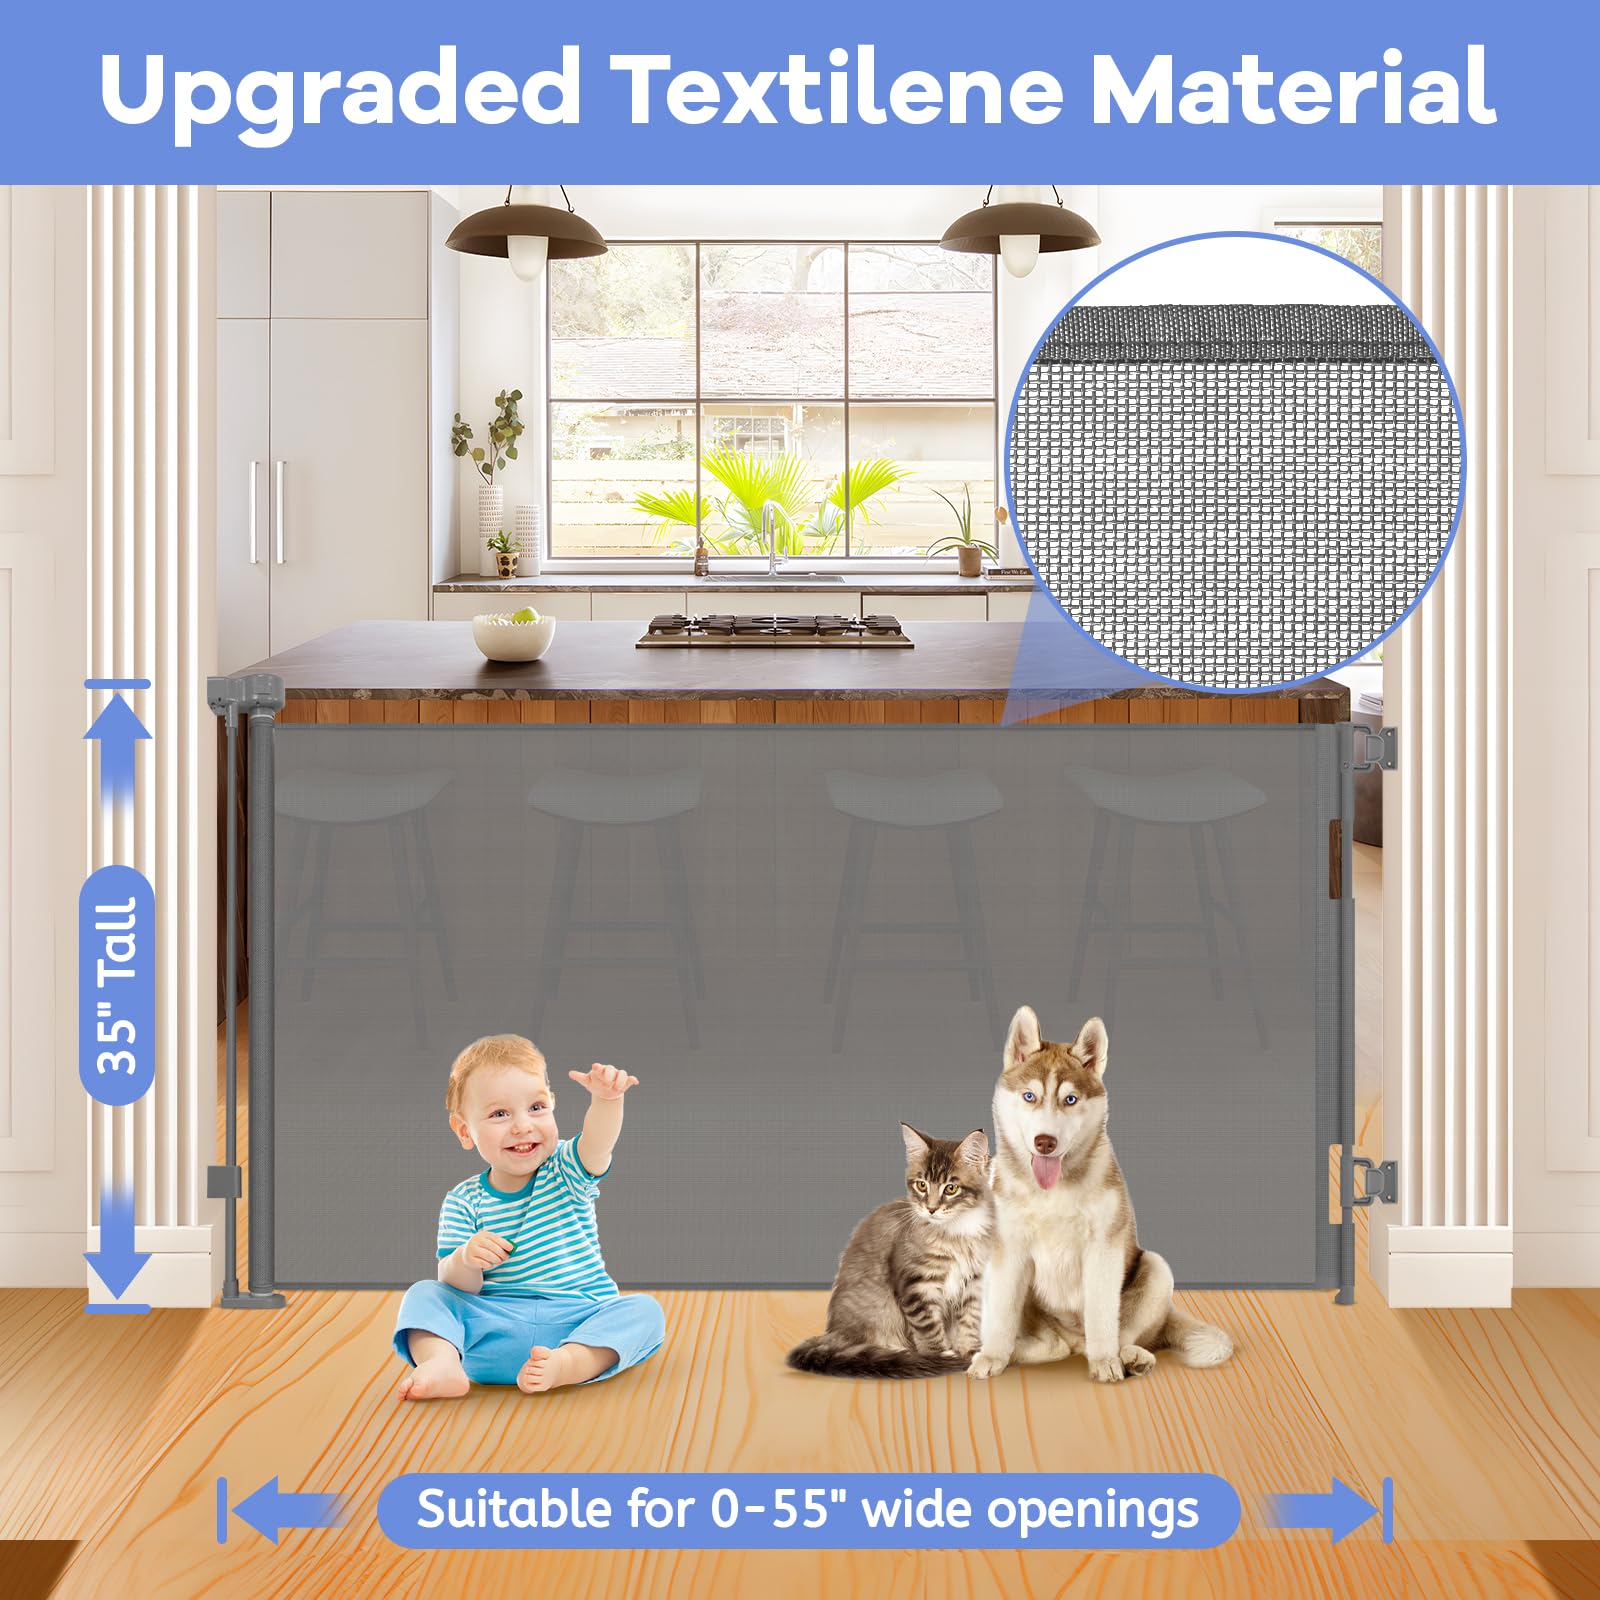 Upgraded Textilene Material
35" Tall
Suitable for 0-55" wide openings